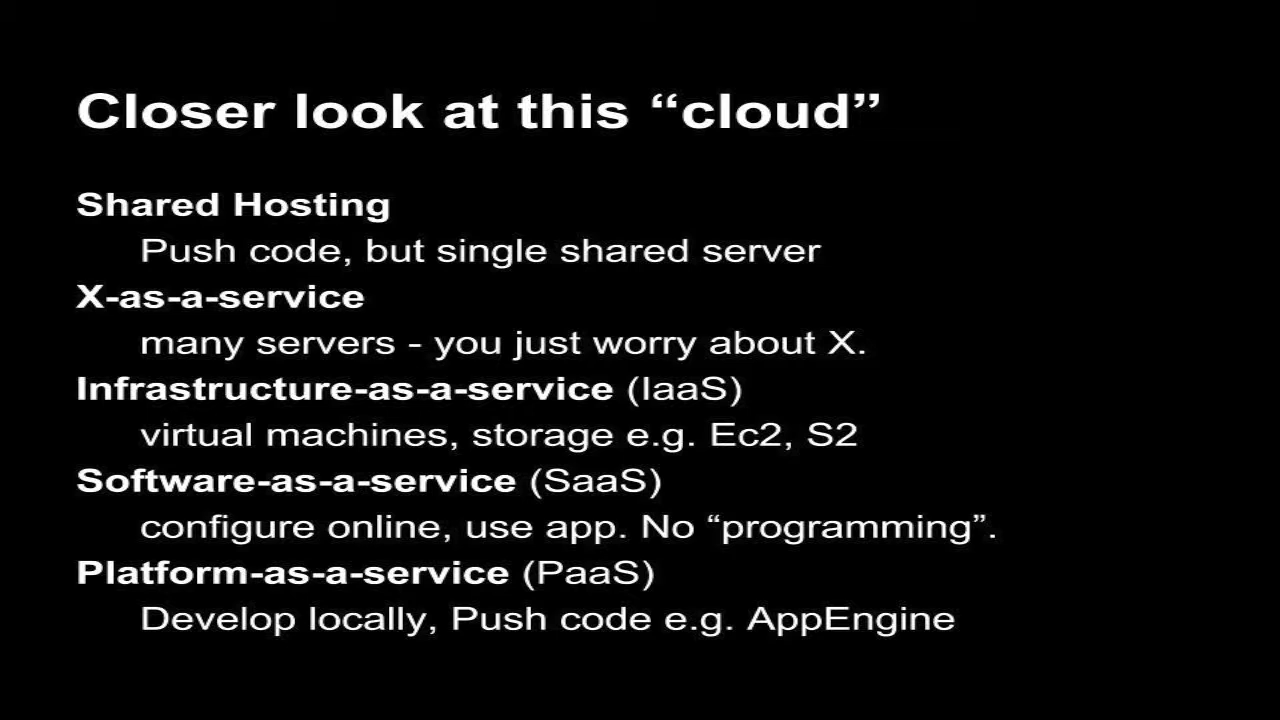 Closer look at this “cloud”
Shared Hosting
Push code, but single shared server
X-as-a-service
many servers - you just worry about X.
Infrastructure-as-a-service (IaaS)
virtual machines, storage e.g. Ec2, S2
Software-as-a-service (SaaS)
configure online, use app. No “programming”.
Platform-as-a-service (PaaS)
Develop locally, Push code e.g. AppEngine